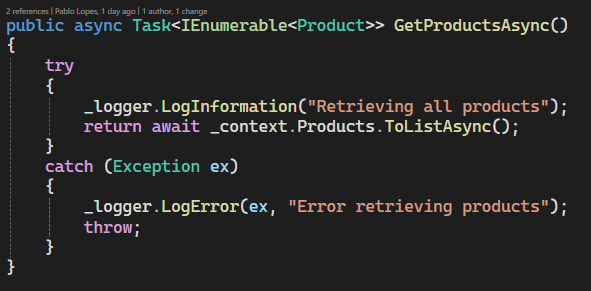 2 references | Pablo Lopes, 1 day ago | 1 author, 1 change
public async Task<IEnumerable<Product>> GetProductsAsync()
{
    try
    {
        _logger.LogInformation("Retrieving all products");
        return await _context.Products.ToListAsync();
    }
    catch (Exception ex)
    {
        _logger.LogError(ex, "Error retrieving products");
        throw;
    }
}